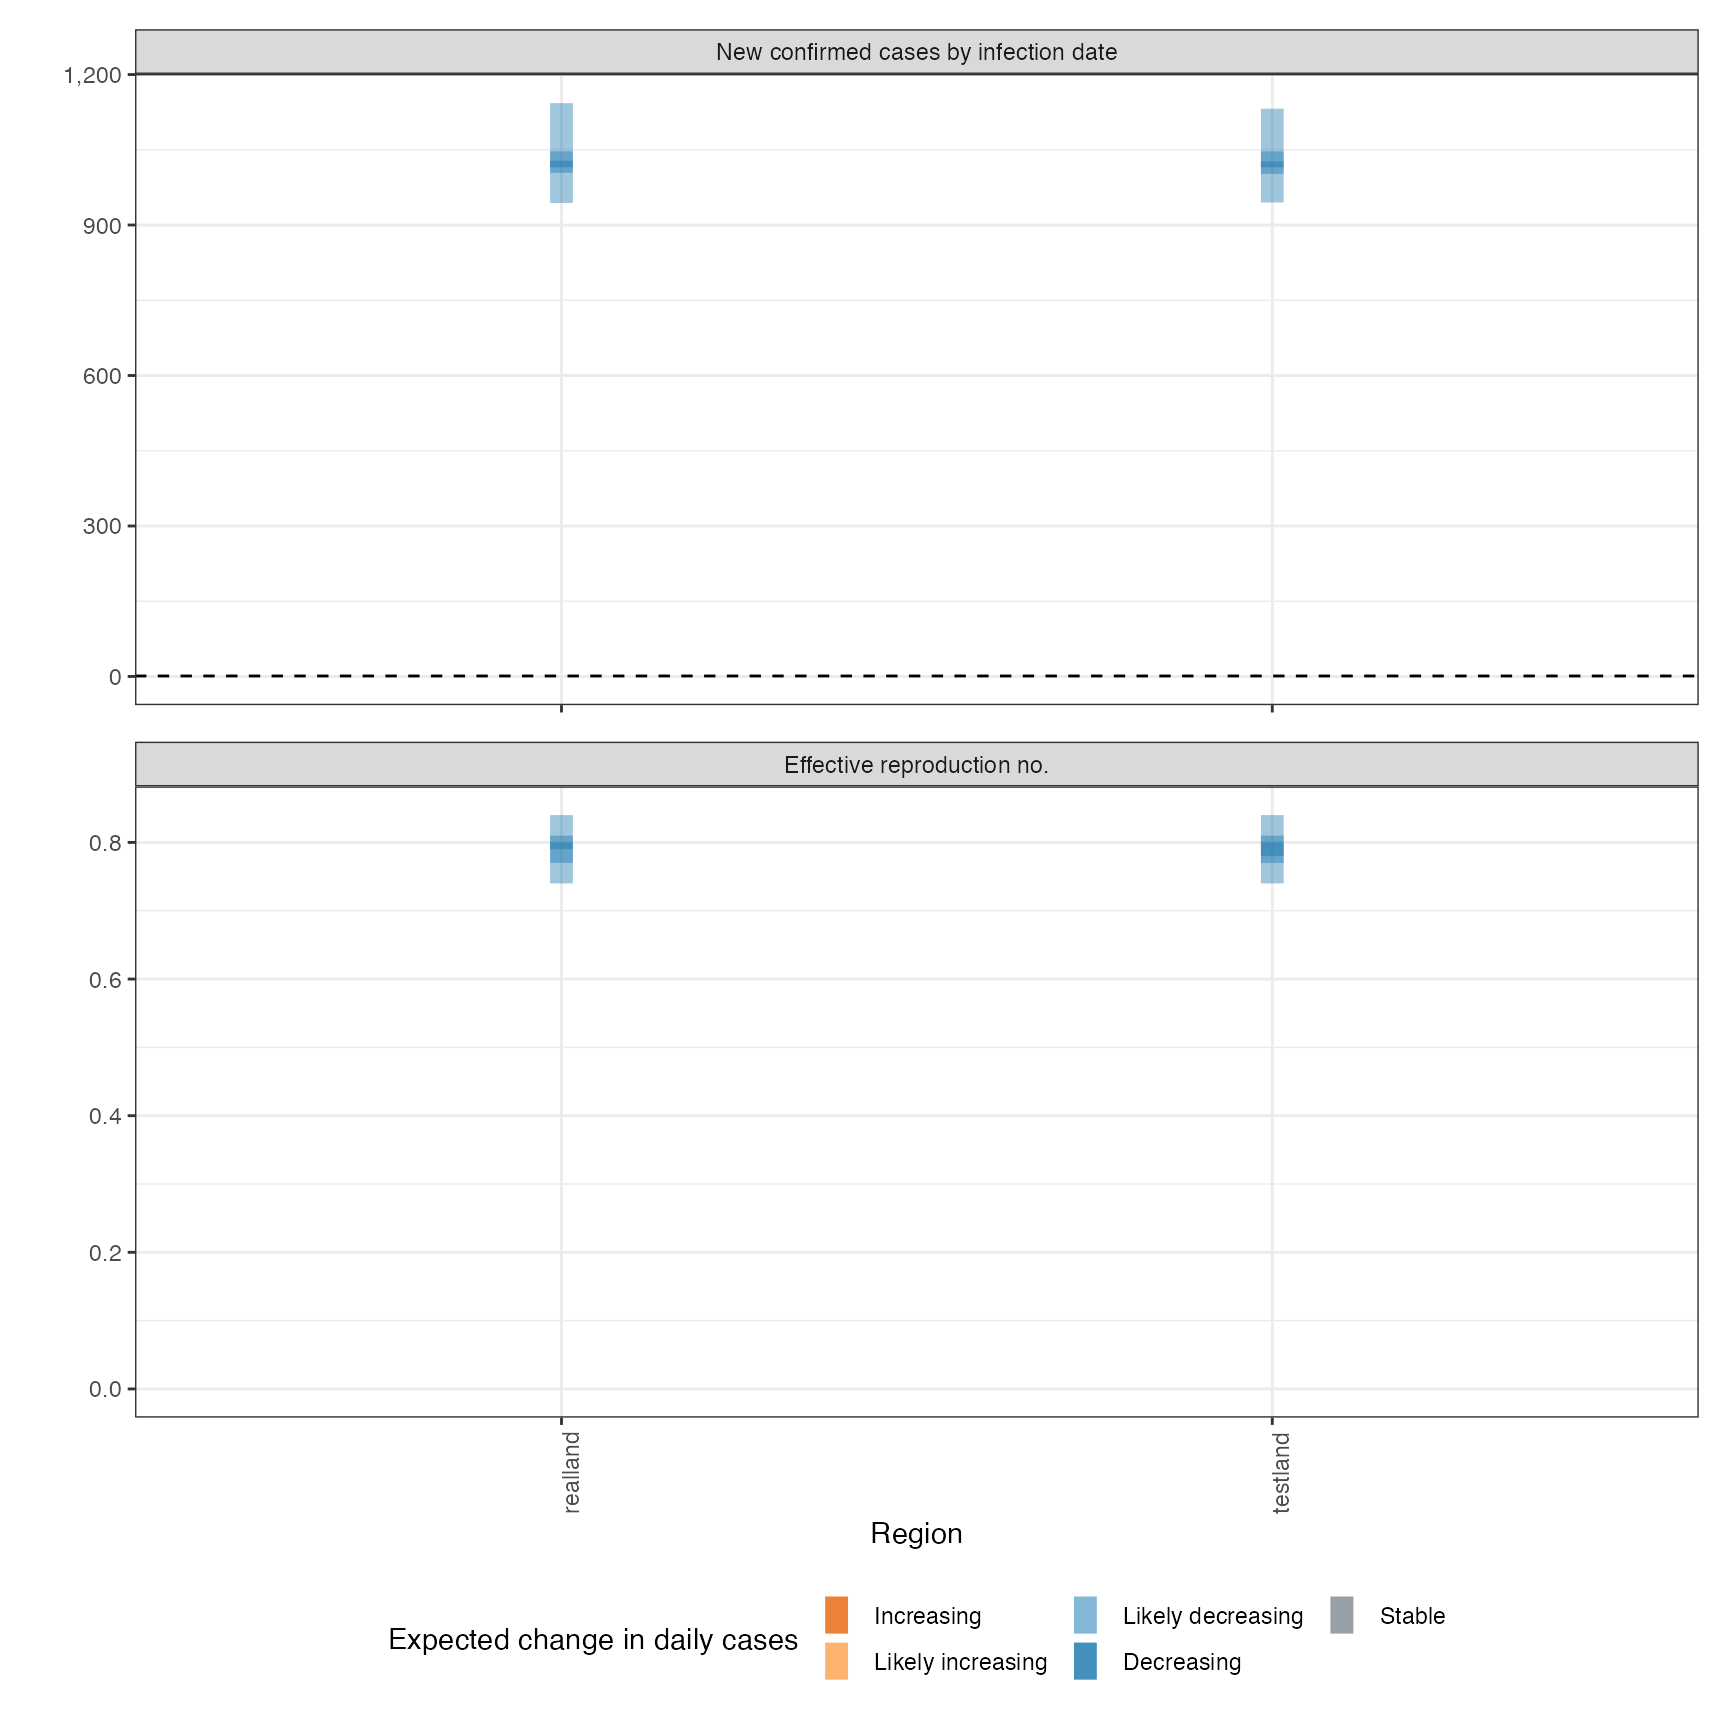 New confirmed cases by infection date
1,200
900
600
300
0
Effective reproduction no.
0.8
0.6
0.4
0.2
0.0
realland
testland
Region
Expected change in daily cases
Increasing
Likely decreasing
Stable
Likely increasing
Decreasing